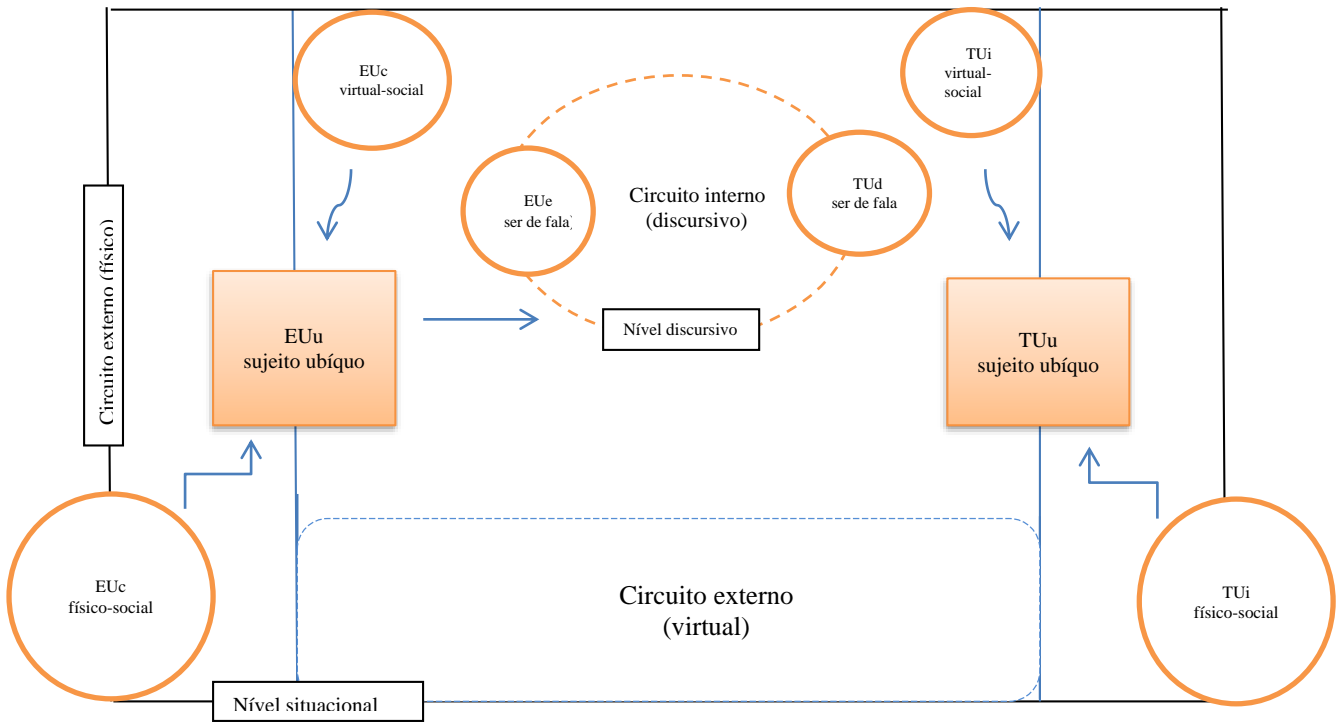 EUc
virtual-social
TUi
virtual-
social
EUe
ser de fala)
Circuito interno
(discursivo)
TUd
ser de fala
Circuito externo (físico)
EUu
sujeito ubíquo
Nível discursivo
TUu
sujeito ubíquo
EUc
físico-social
Circuito externo
(virtual)
TUi
físico-social
Nível situacional